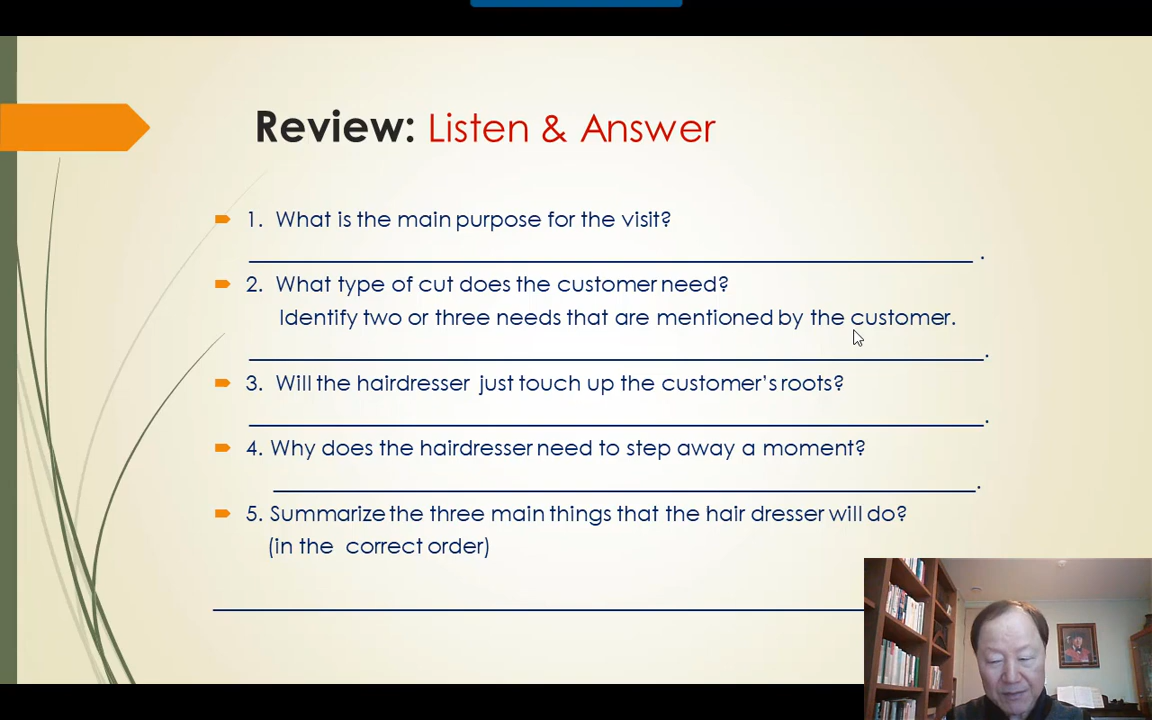 Review: Listen & Answer
1. What is the main purpose for the visit?
.
2. What type of cut does the customer need?
Identify two or three needs that are mentioned by the customer.
.
3. Will the hairdresser just touch up the customer's roots?
.
4. Why does the hairdresser need to step away a moment?
.
5. Summarize the three main things that the hair dresser will do?
(in the correct order)